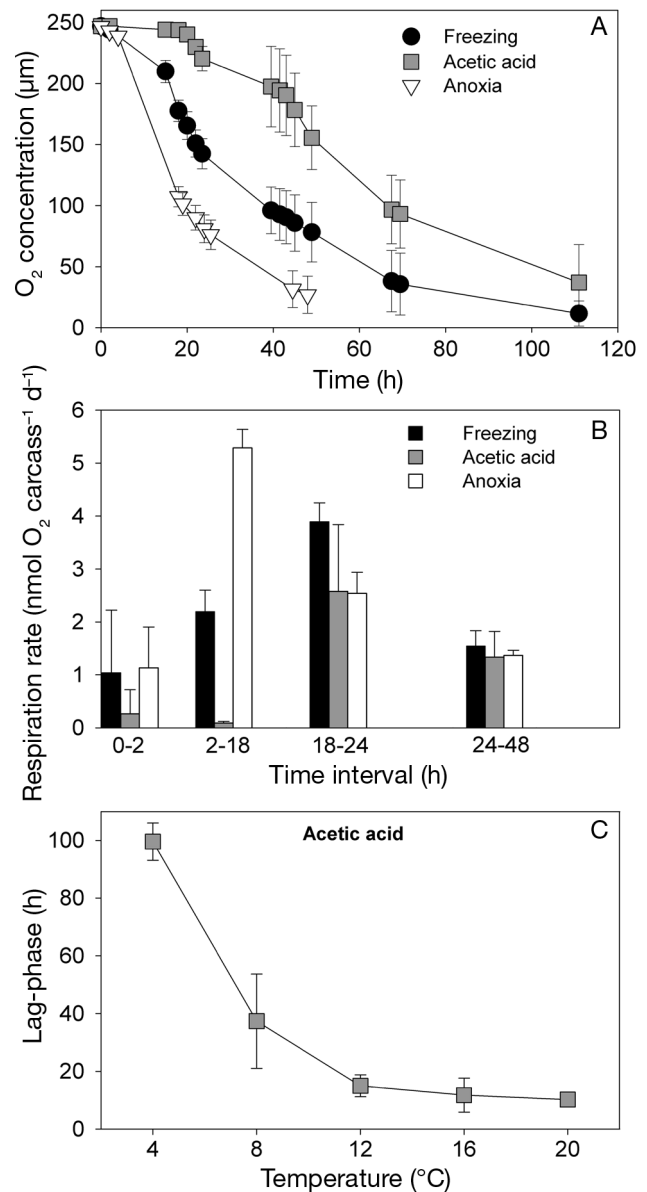 A
Freezing
Acetic acid
Anoxia
O₂ concentration (µm)
250
200
150
100
50
0
0 20 40 60 80 100 120
Time (h)
B
Freezing
Acetic acid
Anoxia
Respiration rate (nmol O₂ carcass⁻¹ d⁻¹)
6
5
4
3
2
1
0
0-2 2-18 18-24 24-48
Time interval (h)
Acetic acid
C
Lag-phase (h)
100
80
60
40
20
0
4 8 12 16 20
Temperature (°C)